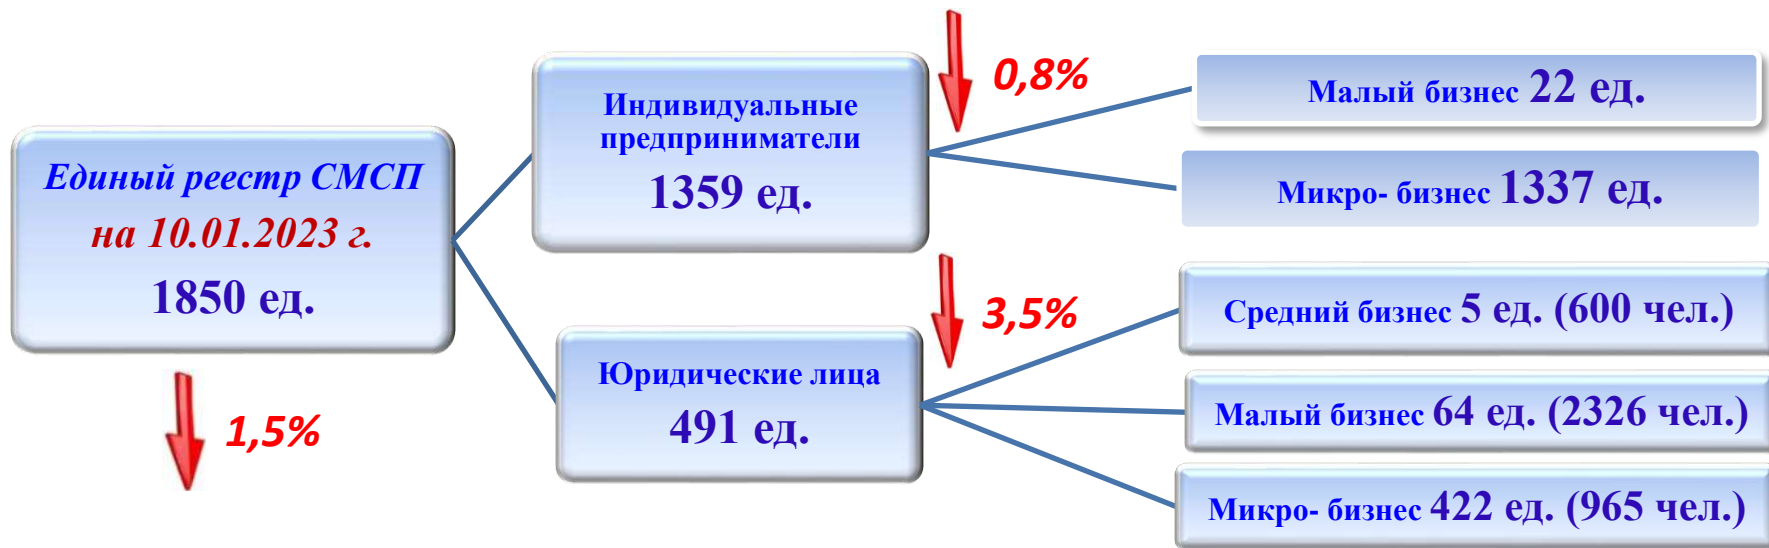 Единый реестр СМСП
на 10.01.2023 г.
1850 ед.
1,5%
Индивидуальные
предприниматели
1359 ед.
0,8%
Малый бизнес 22 ед.
Микро- бизнес 1337 ед.
Юридические лица
491 ед.
3,5%
Средний бизнес 5 ед. (600 чел.)
Малый бизнес 64 ед. (2326 чел.)
Микро- бизнес 422 ед. (965 чел.)